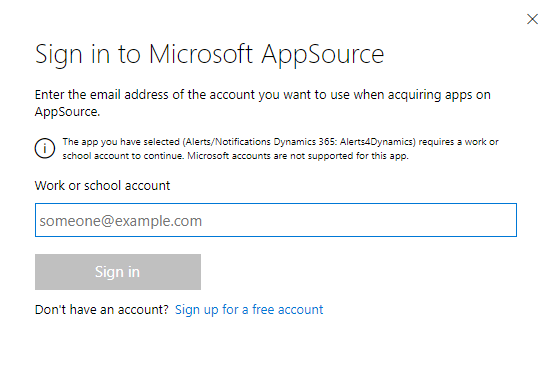 Sign in to Microsoft AppSource
Enter the email address of the account you want to use when acquiring apps on
AppSource.
The app you have selected (Alerts/Notifications Dynamics 365: Alerts4Dynamics) requires a work or
school account to continue. Microsoft accounts are not supported for this app.
Work or school account
someone@example.com
Sign in
Don't have an account? Sign up for a free account